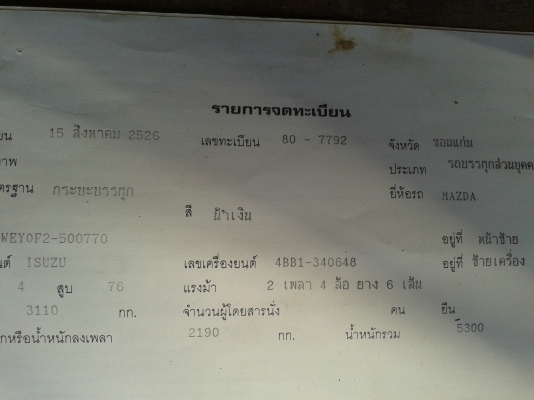 รายการจดทะเบียน
ยน 15 สิงหาคม 2526 เลขทะเบียน 80 - 7792 จังหวัด ขอนแก่น
าพ ประเภท รถบรรทุกส่วนบุคค
ตรฐาน กระบะบรรทุก ยี่ห้อรถ MAZDA
สี น้ำเงิน
WEYOF2-500770 อยู่ที่ หน้าซ้าย
นต์ ISUZU เลขเครื่องยนต์ 4BB1-340648 อยู่ที่ ซ้ายเครื่อง
4 สูบ 76 แรงม้า 2 เพลา 4 ล้อ ยาง 6 เส้น
3110 กก. จำนวนผู้โดยสารนั่ง คน ยืน
กหรือน้ำหนักลงเพลา 2190 กก. น้ำหนักรวม 5300